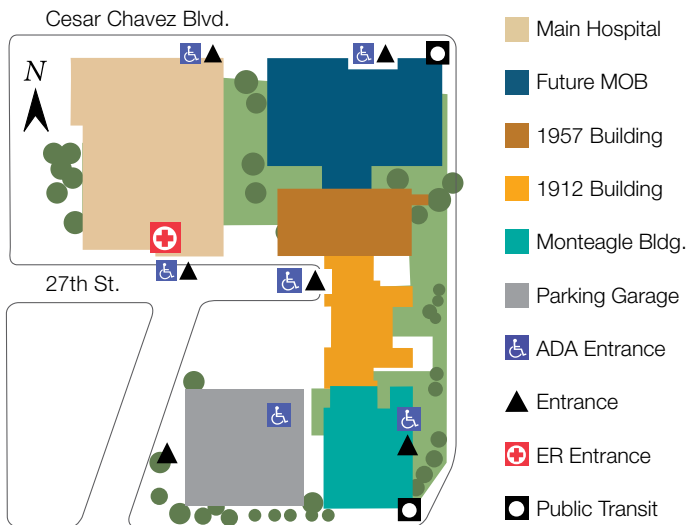 Cesar Chavez Blvd.
N
27th St.
Main Hospital
Future MOB
1957 Building
1912 Building
Monteagle Bldg.
Parking Garage
ADA Entrance
Entrance
ER Entrance
Public Transit